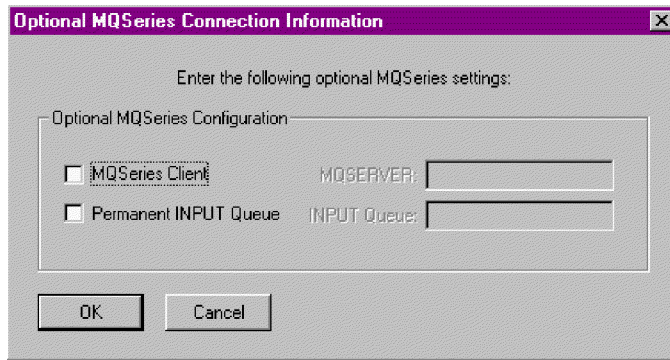 Optional MQSeries Connection Information
Enter the following optional MQSeries settings:
Optional MQSeries Configuration
MQSeries Client MQSERVER:
Permanent INPUT Queue INPUT Queue:
OK Cancel